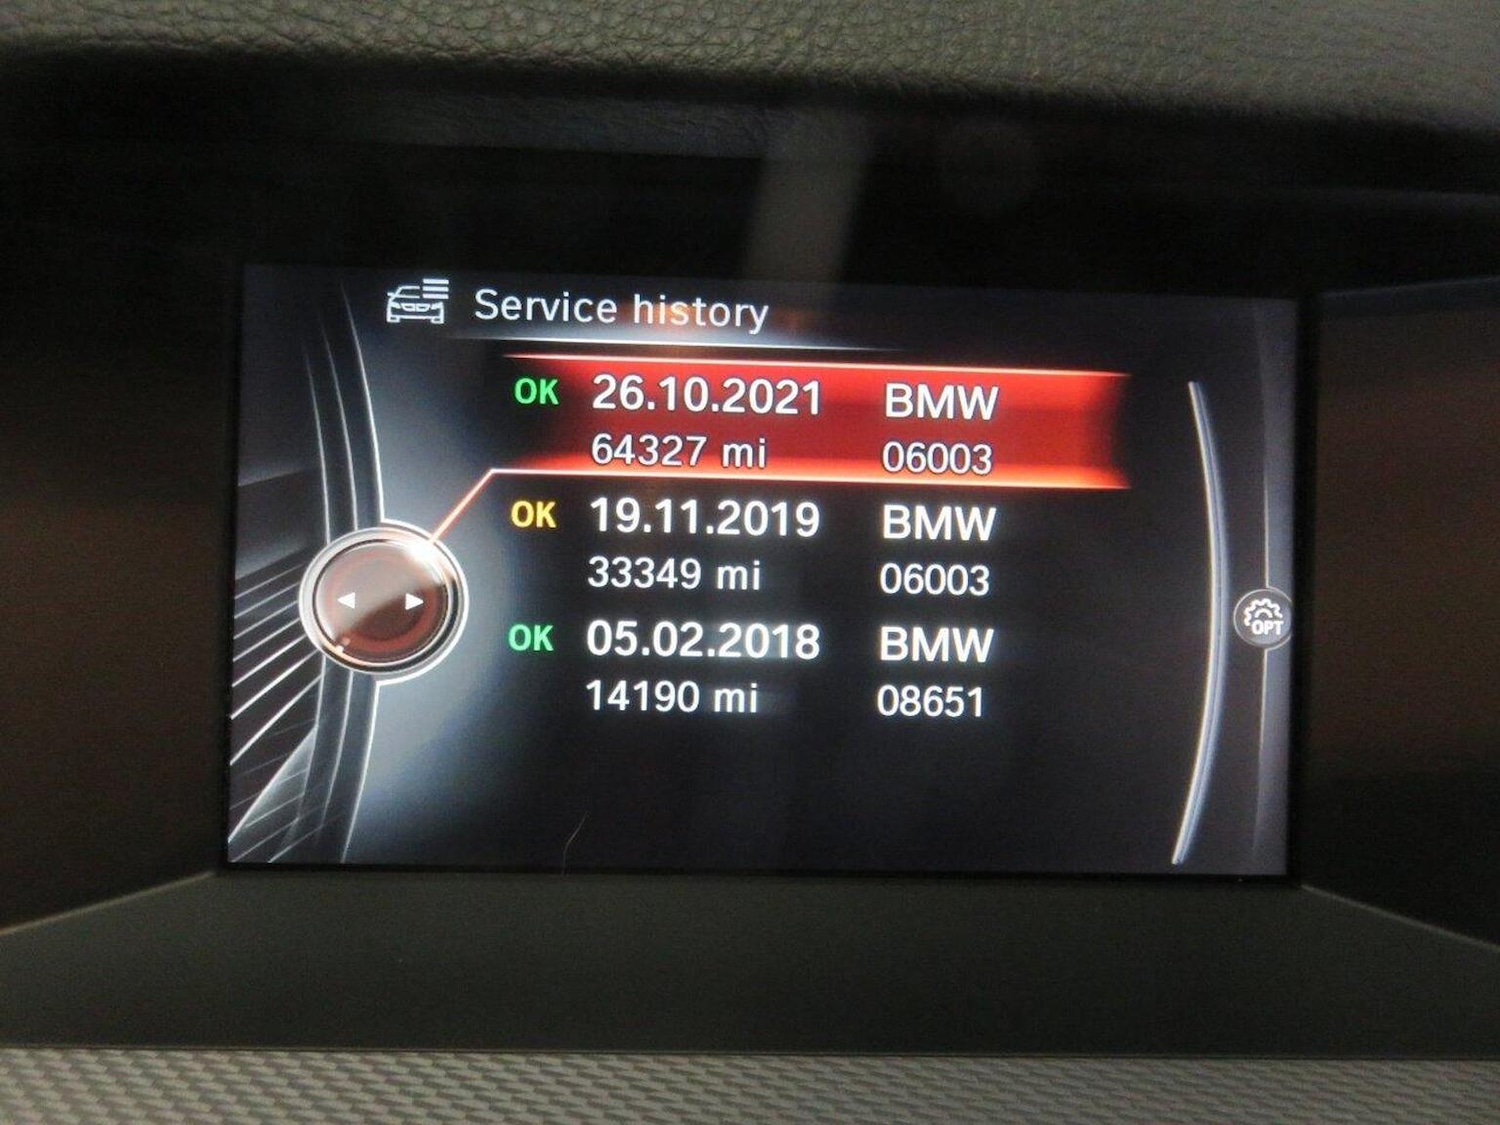 Service history
OK 26.10.2021 BMW
64327 mi 06003
OK 19.11.2019 BMW
33349 mi 06003
OK 05.02.2018 BMW
14190 mi 08651
OPT